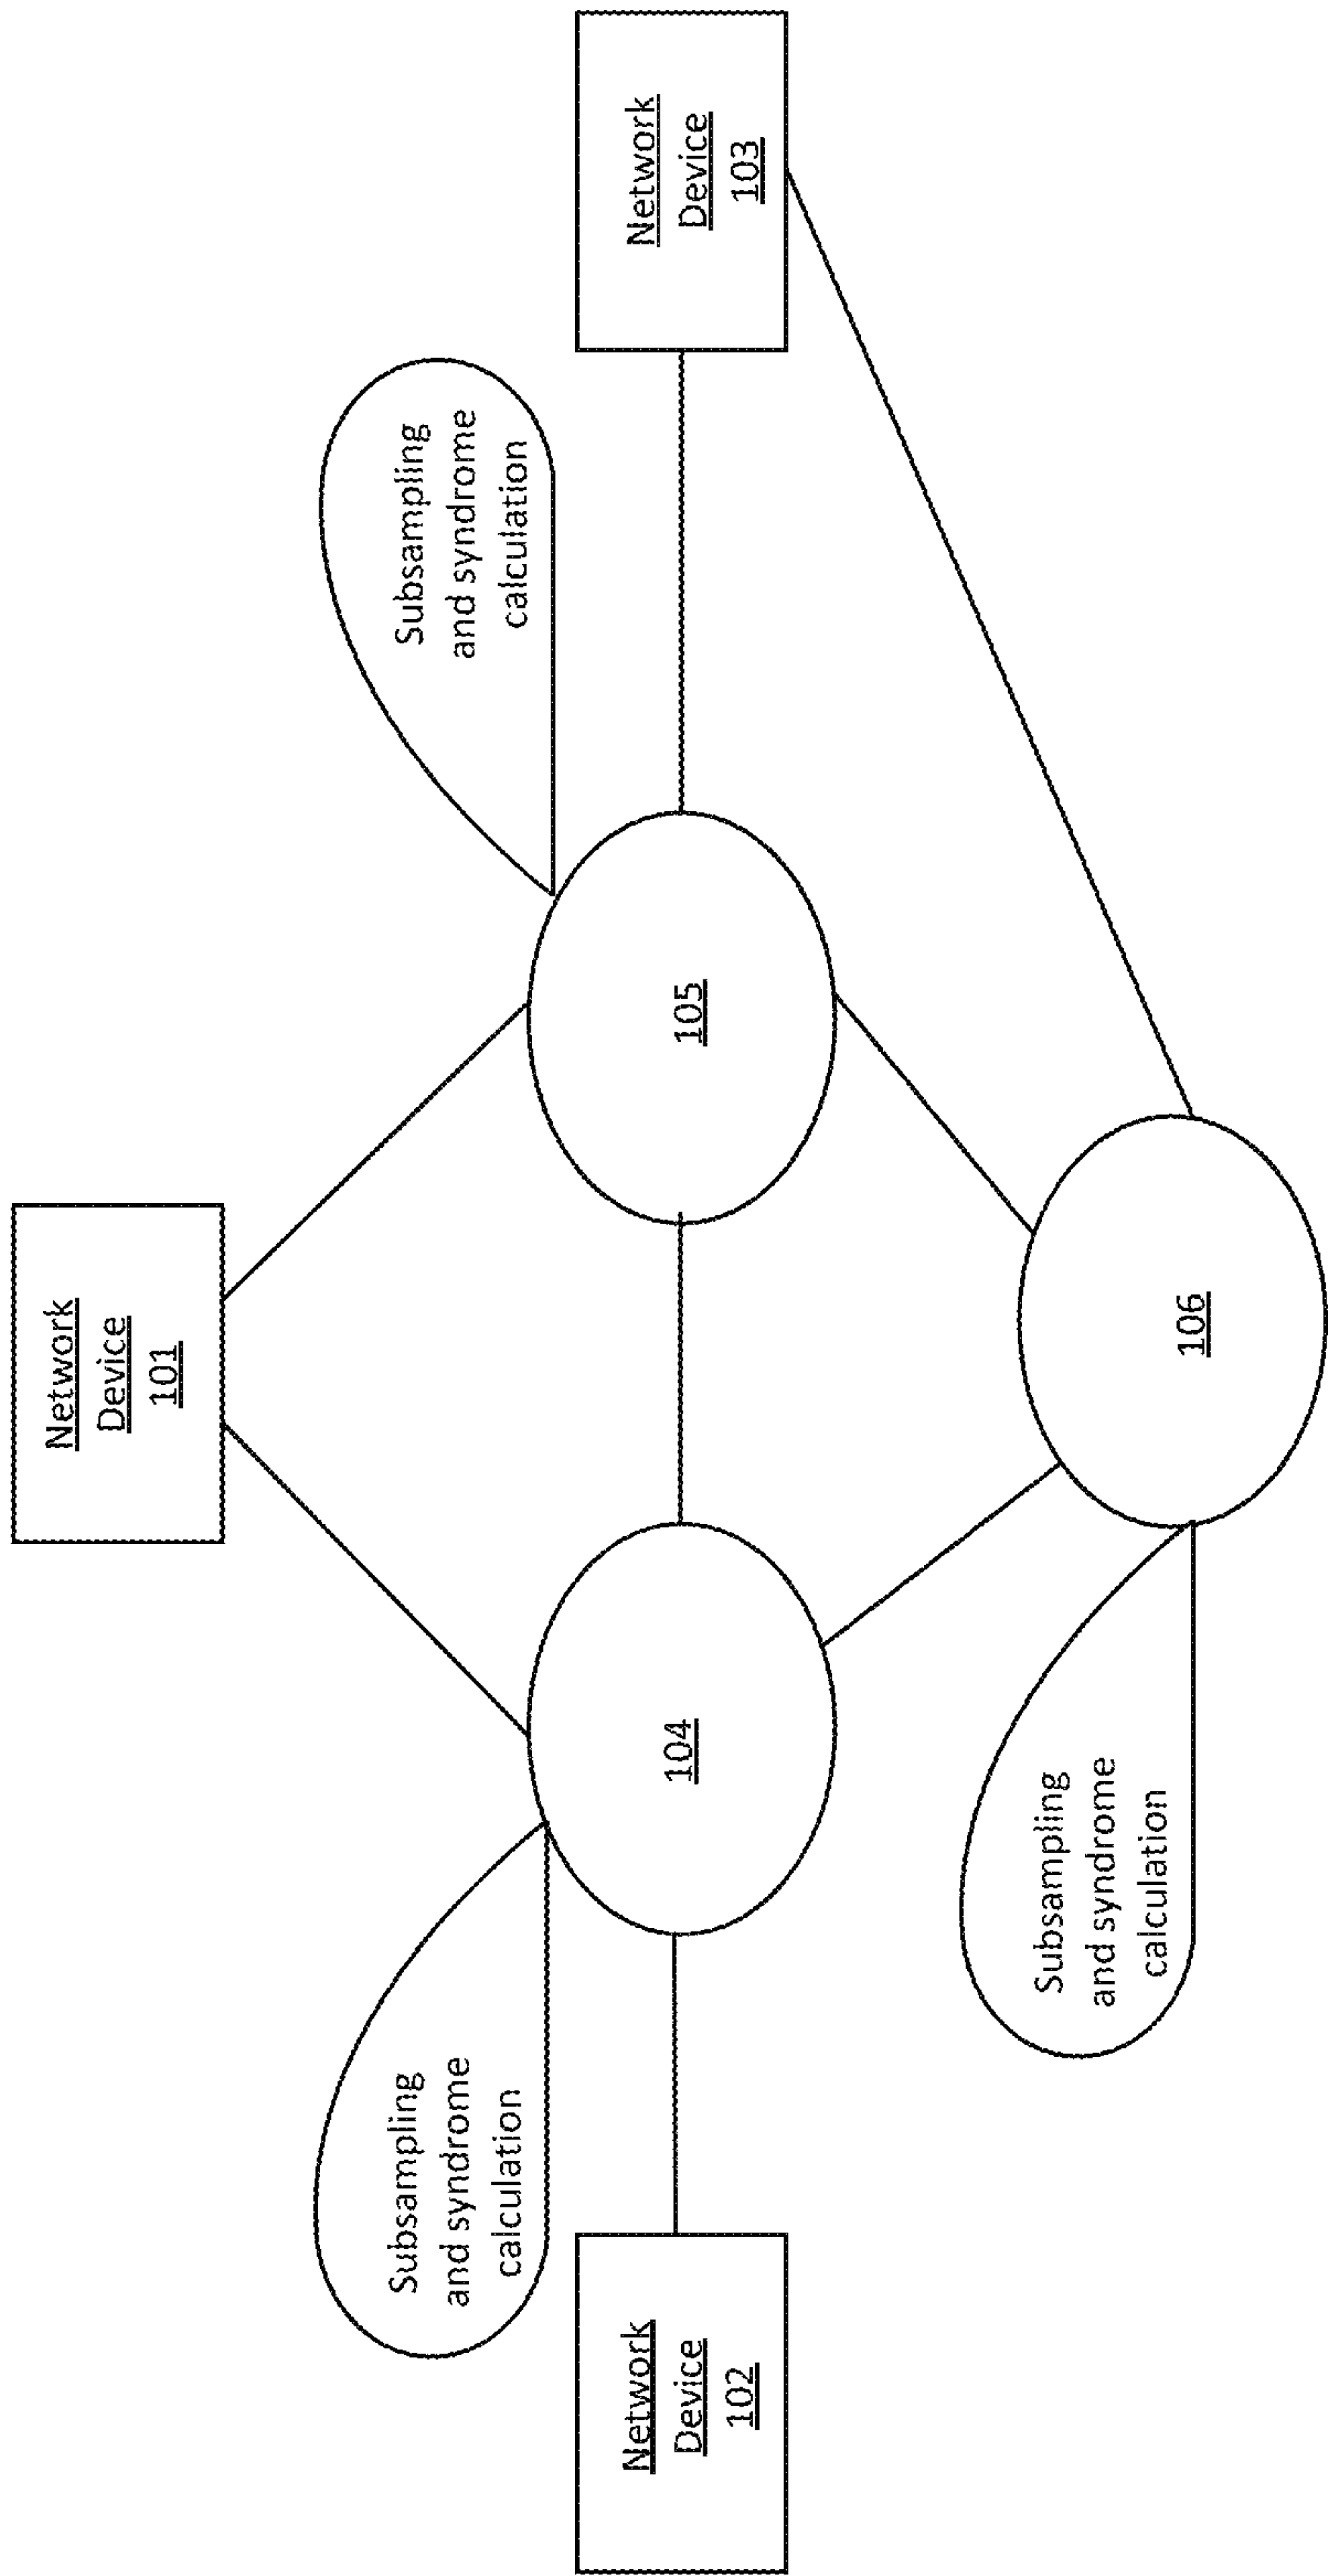 Network
Device
101
Subsampling
and syndrome
calculation
Subsampling
and syndrome
calculation
Network
Device
102
104
105
Network
Device
103
Subsampling
and syndrome
calculation
106